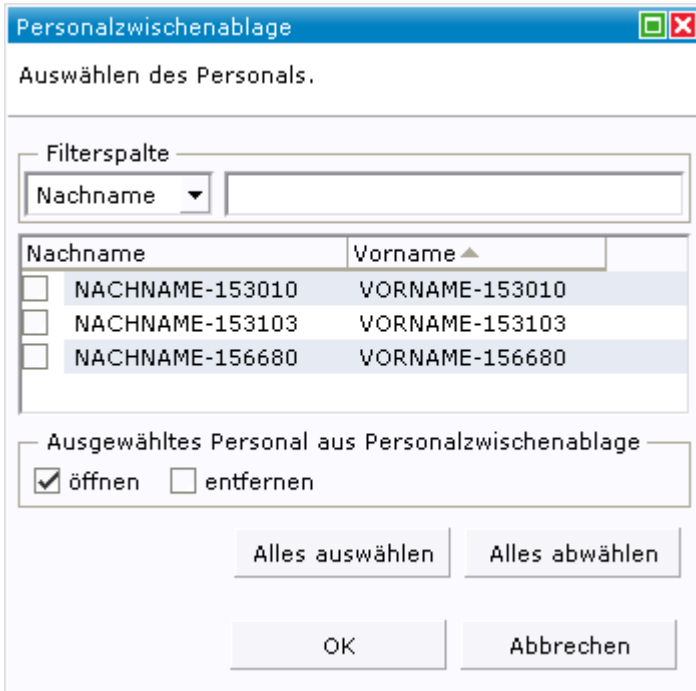 Personalzwischenablage
Auswählen des Personals.
Filterspalte
Nachname
Nachname Vorname
NACHNAME-153010 VORNAME-153010
NACHNAME-153103 VORNAME-153103
NACHNAME-156680 VORNAME-156680
Ausgewähltes Personal aus Personalzwischenablage
öffnen entfernen
Alles auswählen Alles abwählen
OK Abbrechen